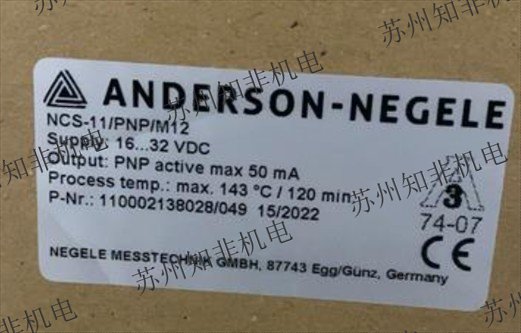 ANDERSON-NEGELE
NCS-11/PNP/M12
Supply: 16...32 VDC
Output: PNP active max 50 mA
Process temp.: max. 143 °C / 120 min
P-Nr.: 110002138028/049 15/2022
3
74-07
CE
NEGELE MESSTECHNIK GMBH, 87743 Egg/Günz, Germany
苏州知非机电
苏州知非机电
苏州知非机电
苏州知非机电
苏州知非机电